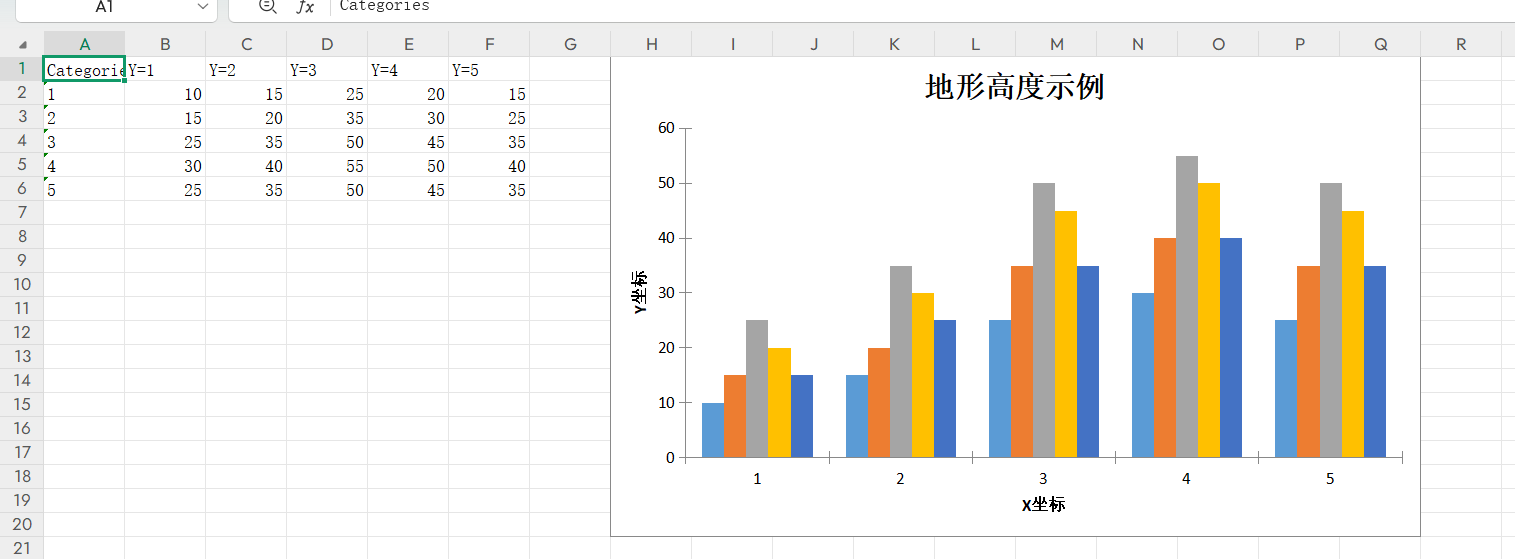 A1 fx Categories
A B C D E F G H I J K L M N O P Q R
1 Categorie Y=1 Y=2 Y=3 Y=4 Y=5
2 1 10 15 25 20 15
3 2 15 20 35 30 25
4 3 25 35 50 45 35
5 4 30 40 55 50 40
6 5 25 35 50 45 35
7
8
9
10
11
12
13
14
15
16
17
18
19
20
21
地形高度示例
60
50
40
30
20
10
0
Y坐标
1 2 3 4 5
X坐标